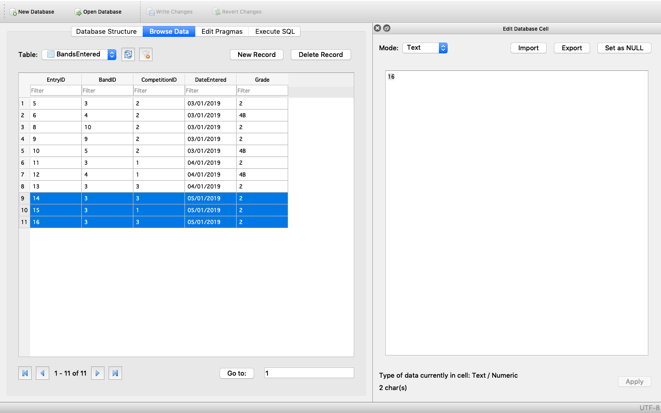 New Database Open Database Write Changes Revert Changes
Database Structure Browse Data Edit Pragmas Execute SQL
Edit Database Cell
Table: BandsEntered New Record Delete Record
Mode: Text Import Export Set as NULL
EntryID BandID CompetitionID DateEntered Grade
Filter Filter Filter Filter Filter
1 5 3 2 03/01/2019 2
2 6 4 2 03/01/2019 4B
3 8 10 2 03/01/2019 2
4 9 9 2 03/01/2019 2
5 10 5 2 03/01/2019 4B
6 11 3 1 04/01/2019 2
7 12 4 1 04/01/2019 4B
8 13 3 3 04/01/2019 2
9 14 3 3 05/01/2019 2
10 15 3 1 05/01/2019 2
11 16 3 3 05/01/2019 2
16
1 - 11 of 11 Go to: 1
Type of data currently in cell: Text / Numeric
2 char(s)
Apply
UTF-8